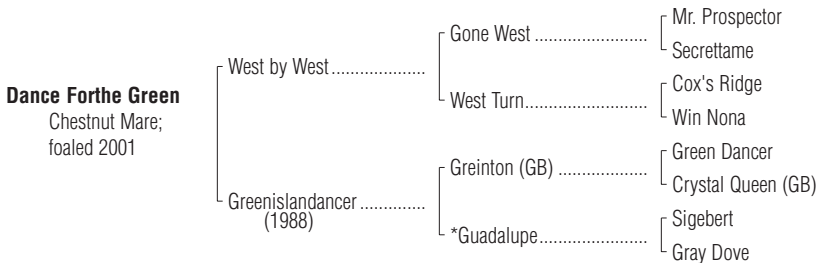 Dance Forthe Green
Chestnut Mare;
foaled 2001
West by West....................
Greenislandancer ..............
(1988)
Gone West ........................
West Turn..........................
Greinton (GB) ...................
*Guadalupe.......................
Mr. Prospector
Secrettame
Cox's Ridge
Win Nona
Green Dancer
Crystal Queen (GB)
Sigebert
Gray Dove